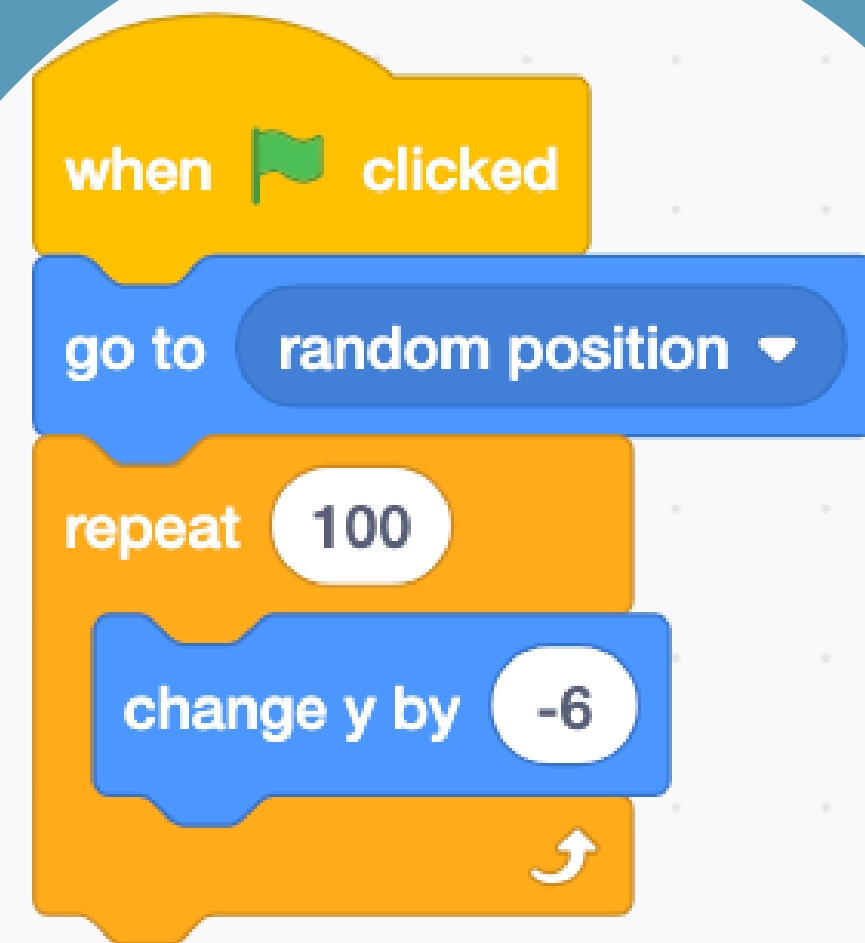 when clicked
go to random position
repeat 100
change y by -6